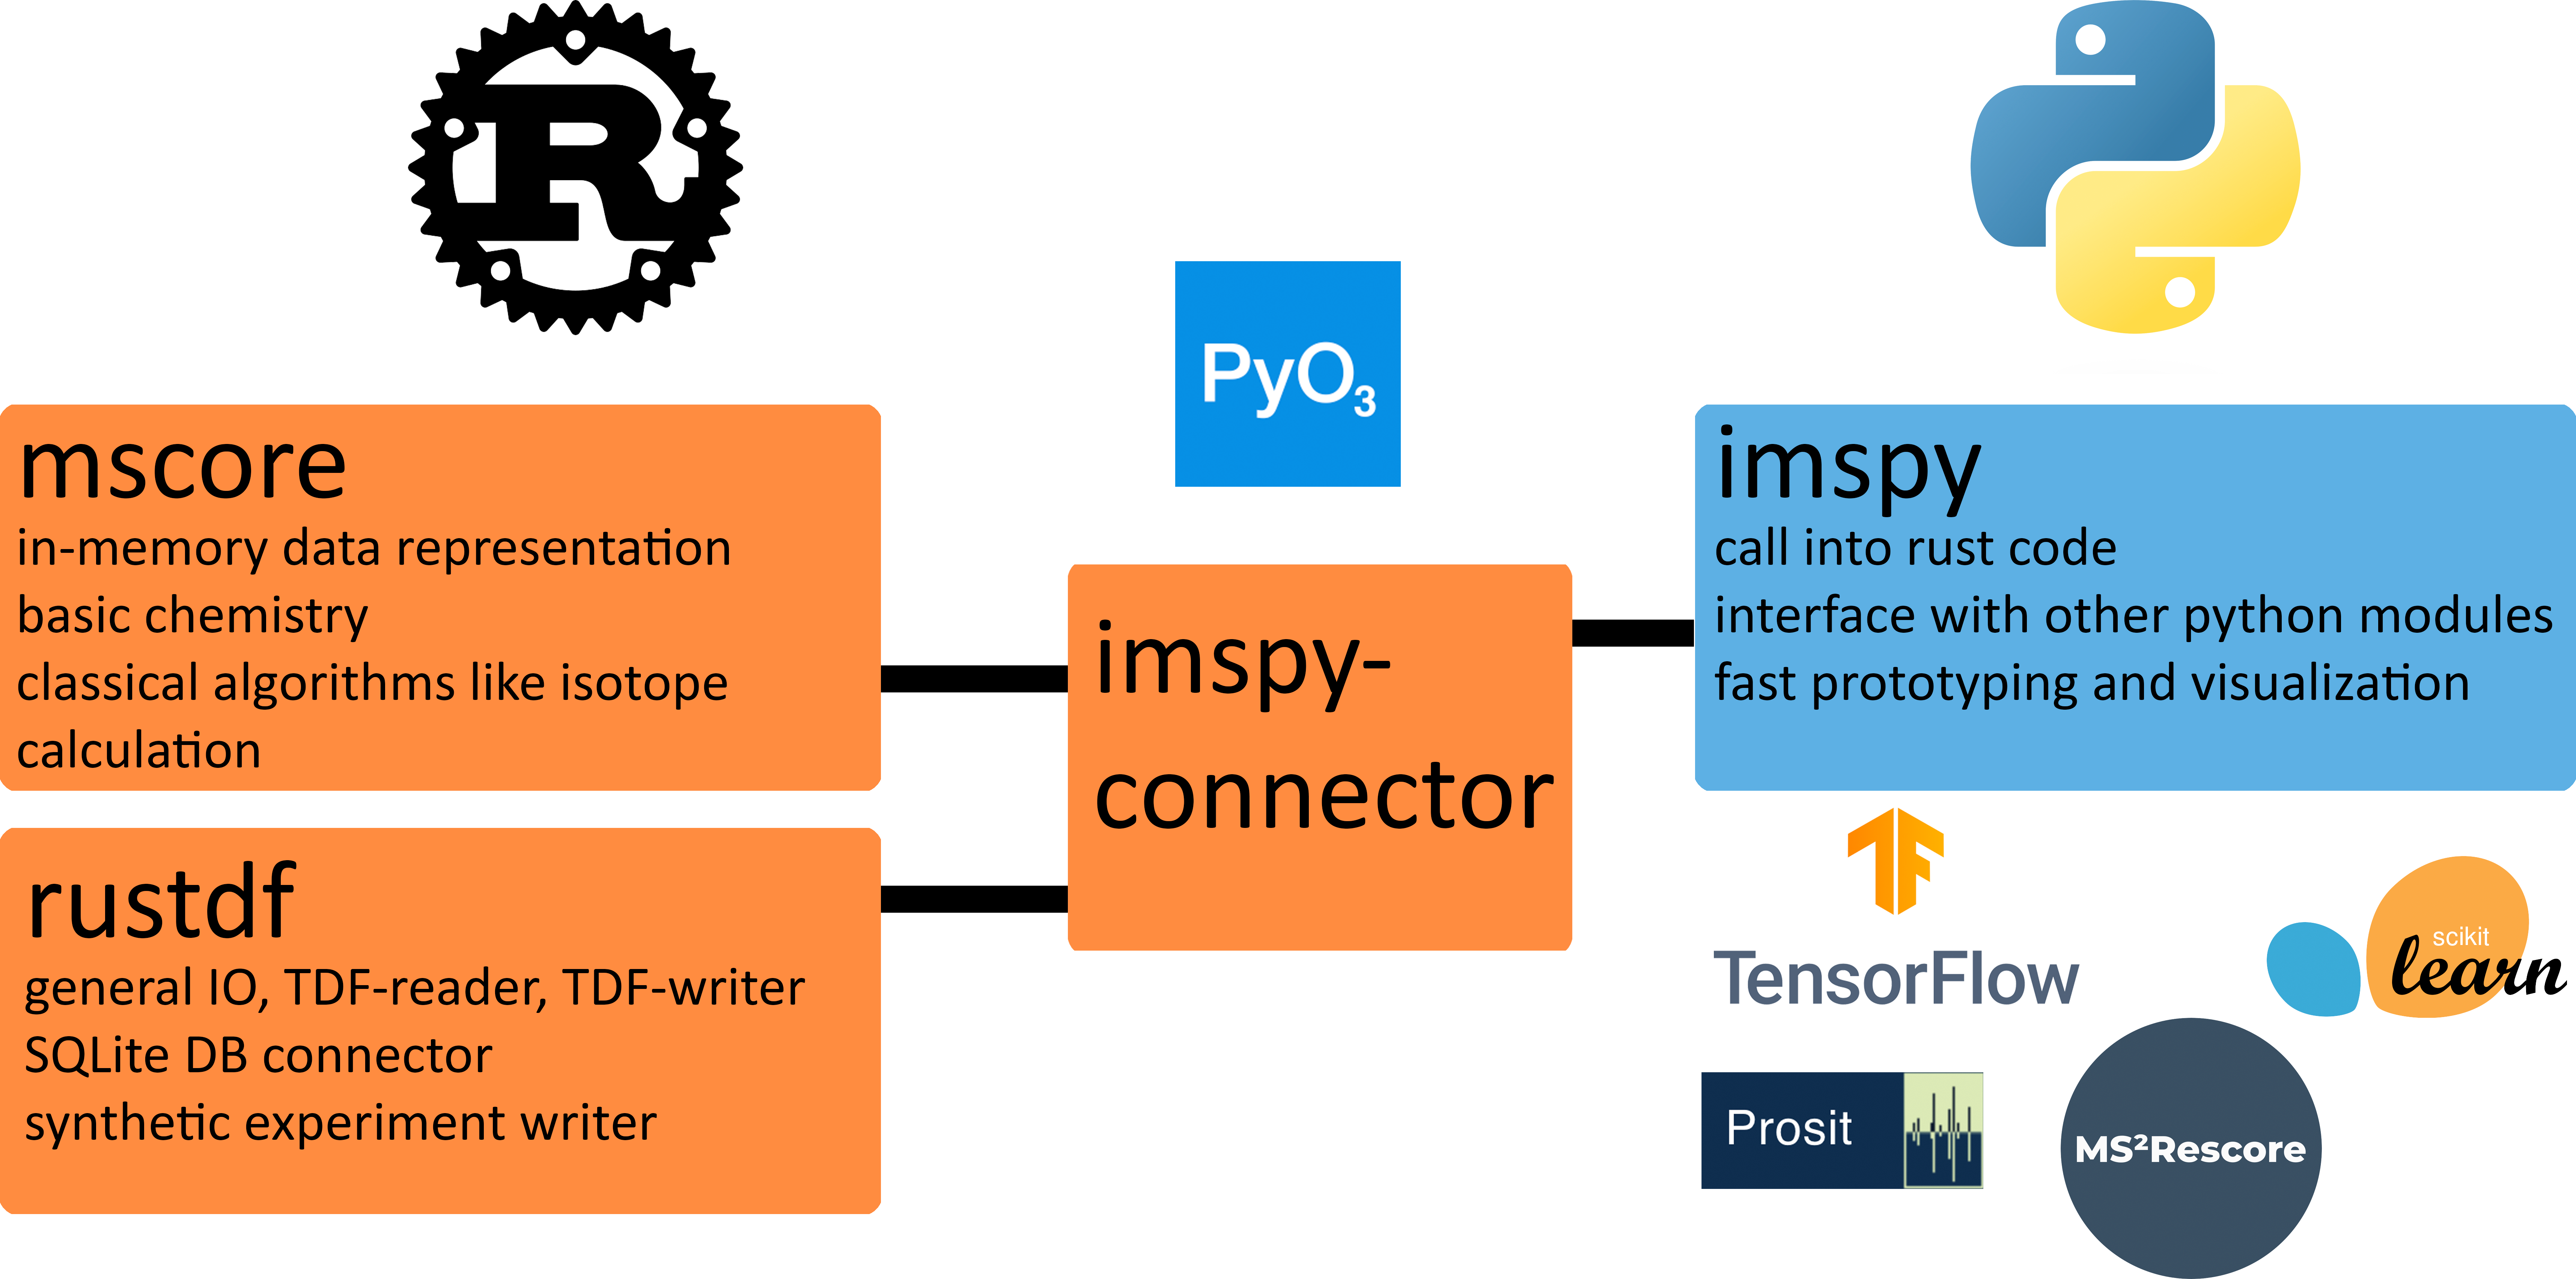 R
PyO₃
mscore
in-memory data representation
basic chemistry
classical algorithms like isotope
calculation
rustdf
general IO, TDF-reader, TDF-writer
SQLite DB connector
synthetic experiment writer
imspy-
connector
imspy
call into rust code
interface with other python modules
fast prototyping and visualization
TensorFlow
scikit
learn
Prosit
MS²Rescore